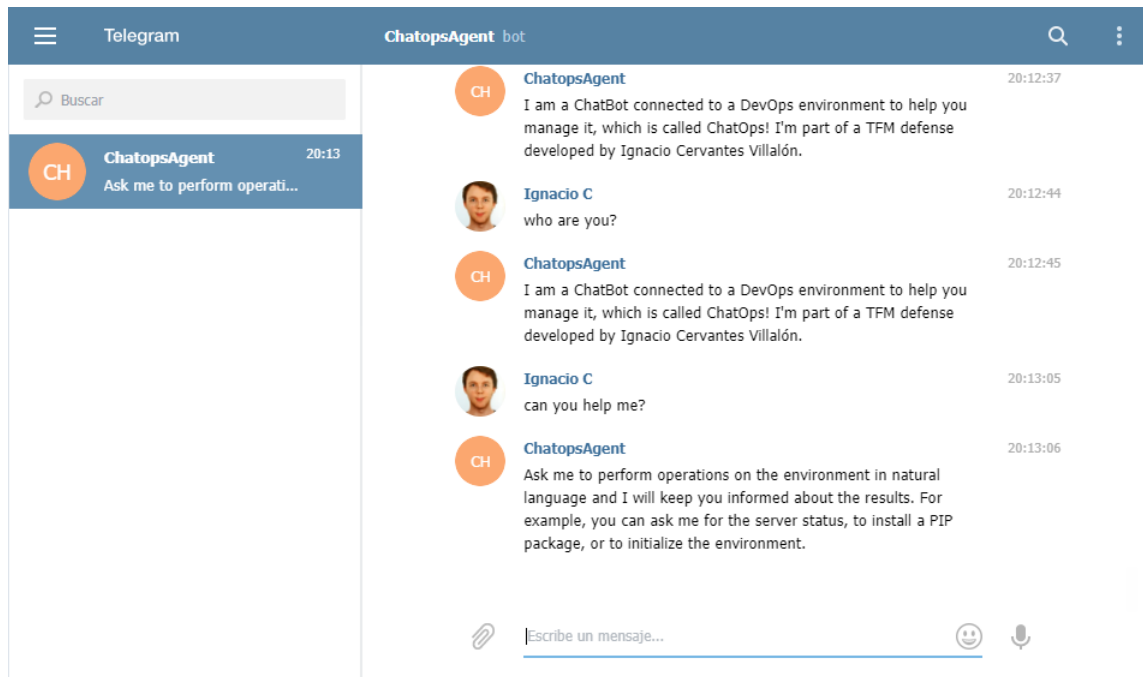 Telegram
ChatopsAgent bot
Buscar
CH
ChatopsAgent 20:13
Ask me to perform operati...
CH
ChatopsAgent 20:12:37
I am a ChatBot connected to a DevOps environment to help you
manage it, which is called ChatOps! I'm part of a TFM defense
developed by Ignacio Cervantes Villalón.
Ignacio C 20:12:44
who are you?
CH
ChatopsAgent 20:12:45
I am a ChatBot connected to a DevOps environment to help you
manage it, which is called ChatOps! I'm part of a TFM defense
developed by Ignacio Cervantes Villalón.
Ignacio C 20:13:05
can you help me?
CH
ChatopsAgent 20:13:06
Ask me to perform operations on the environment in natural
language and I will keep you informed about the results. For
example, you can ask me for the server status, to install a PIP
package, or to initialize the environment.
Escribe un mensaje...